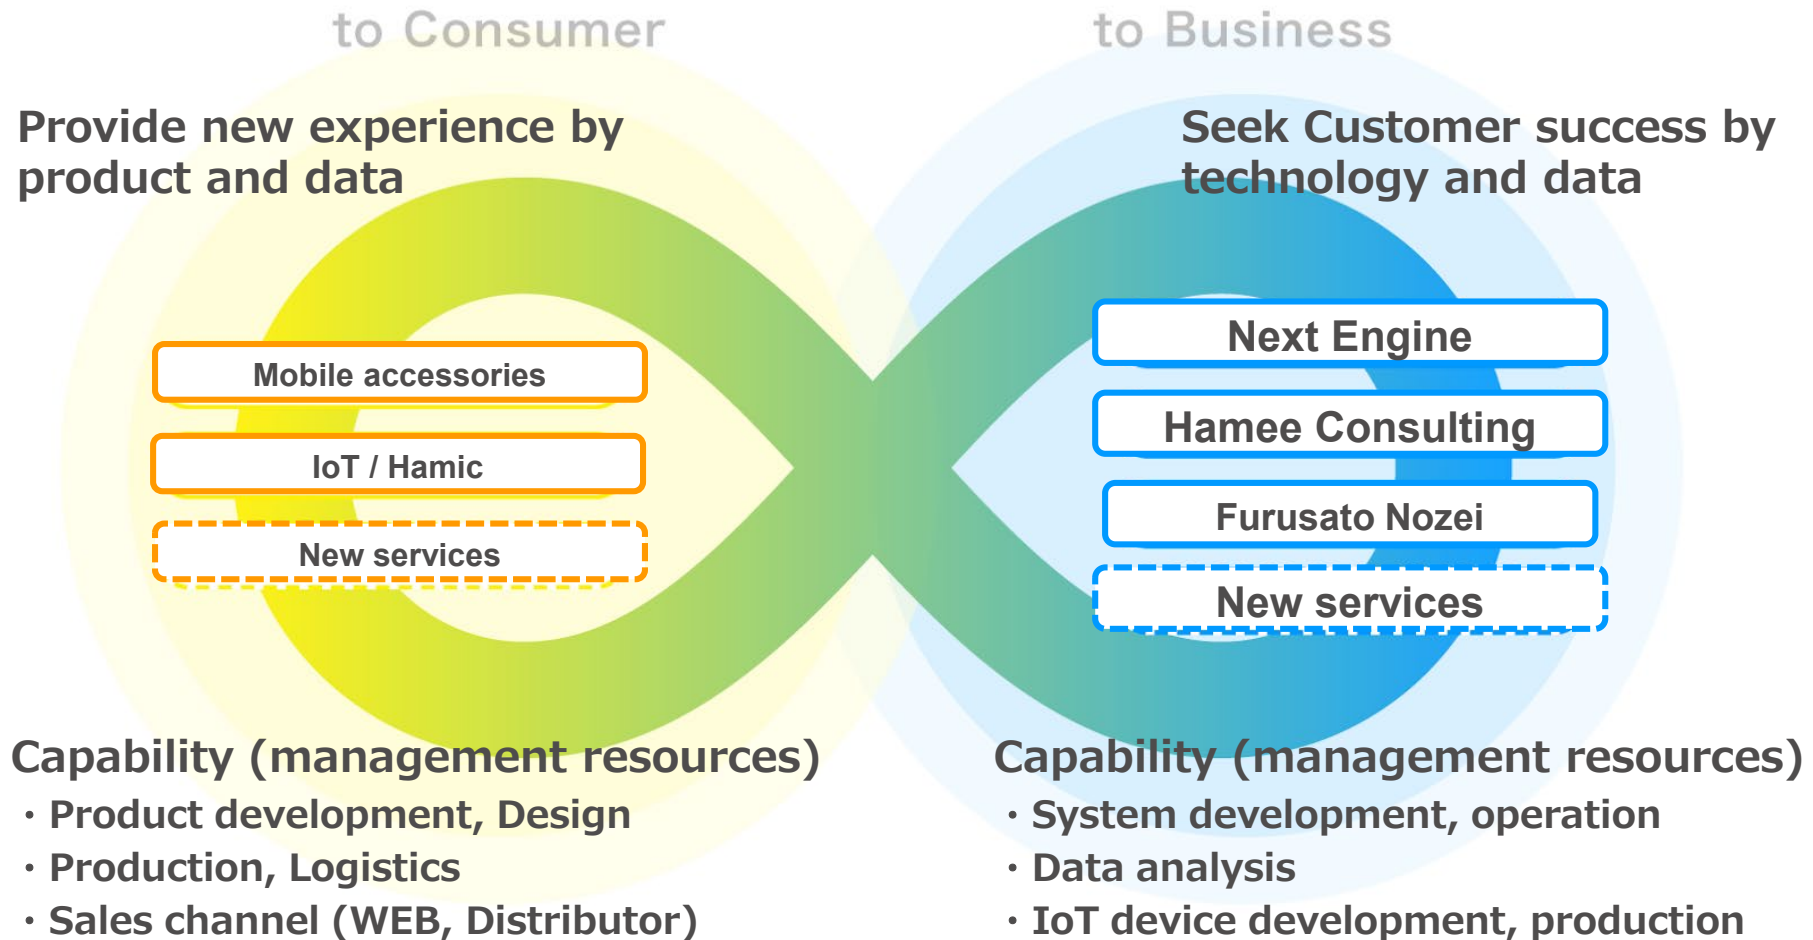 to Consumer
Provide new experience by
product and data
Mobile accessories
IoT / Hamic
New services
Capability (management resources)
・Product development, Design
・Production, Logistics
・Sales channel (WEB, Distributor)
to Business
Seek Customer success by
technology and data
Next Engine
Hamee Consulting
Furusato Nozei
New services
Capability (management resources)
・System development, operation
・Data analysis
・IoT device development, production